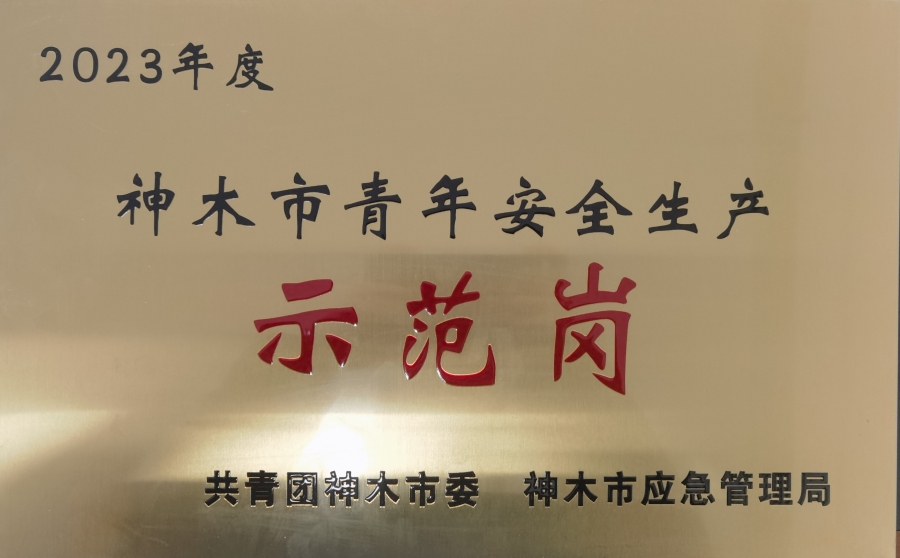 2023年度
神木市青年安全生产
示范岗
共青团神木市委 神木市应急管理局